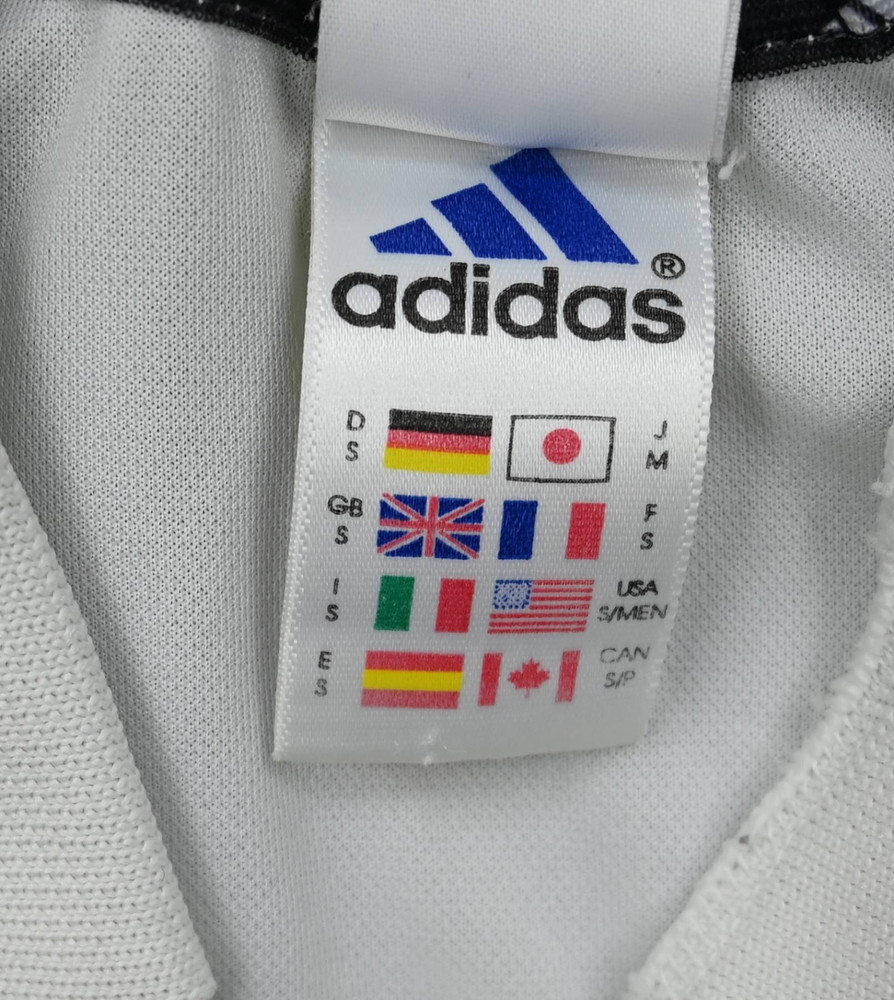 adidas®
D J
S M
GB F
S S
I USA
S S/MEN
E CAN
S S/P